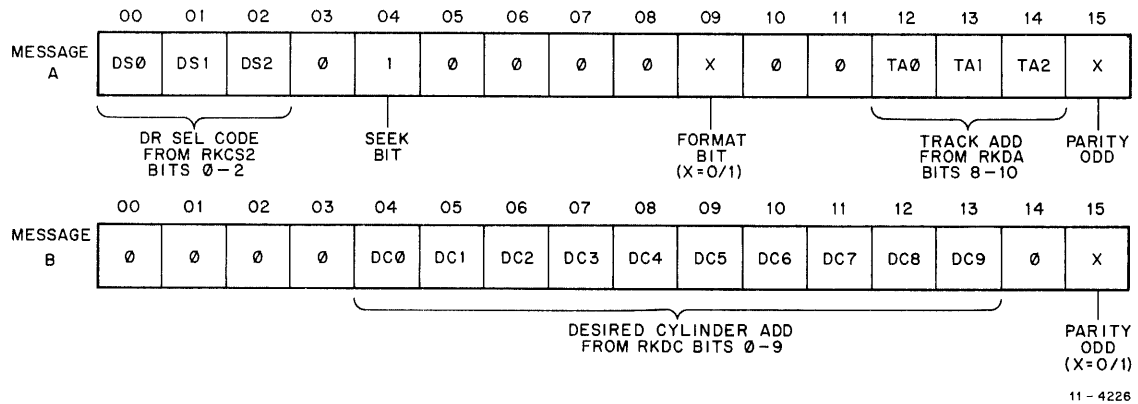 00 01 02 03 04 05 06 07 08 09 10 11 12 13 14 15
MESSAGE
A
DSØ DS1 DS2 Ø 1 Ø Ø Ø Ø X Ø Ø TAØ TA1 TA2 X
DR SEL CODE
FROM RKCS2
BITS Ø-2
SEEK
BIT
FORMAT
BIT
(X=0/1)
TRACK ADD
FROM RKDA
BITS 8-10
PARITY
ODD
00 01 02 03 04 05 06 07 08 09 10 11 12 13 14 15
MESSAGE
B
Ø Ø Ø Ø DC0 DC1 DC2 DC3 DC4 DC5 DC6 DC7 DC8 DC9 Ø X
DESIRED CYLINDER ADD
FROM RKDC BITS Ø-9
PARITY
ODD
(X=0/1)
11-4226